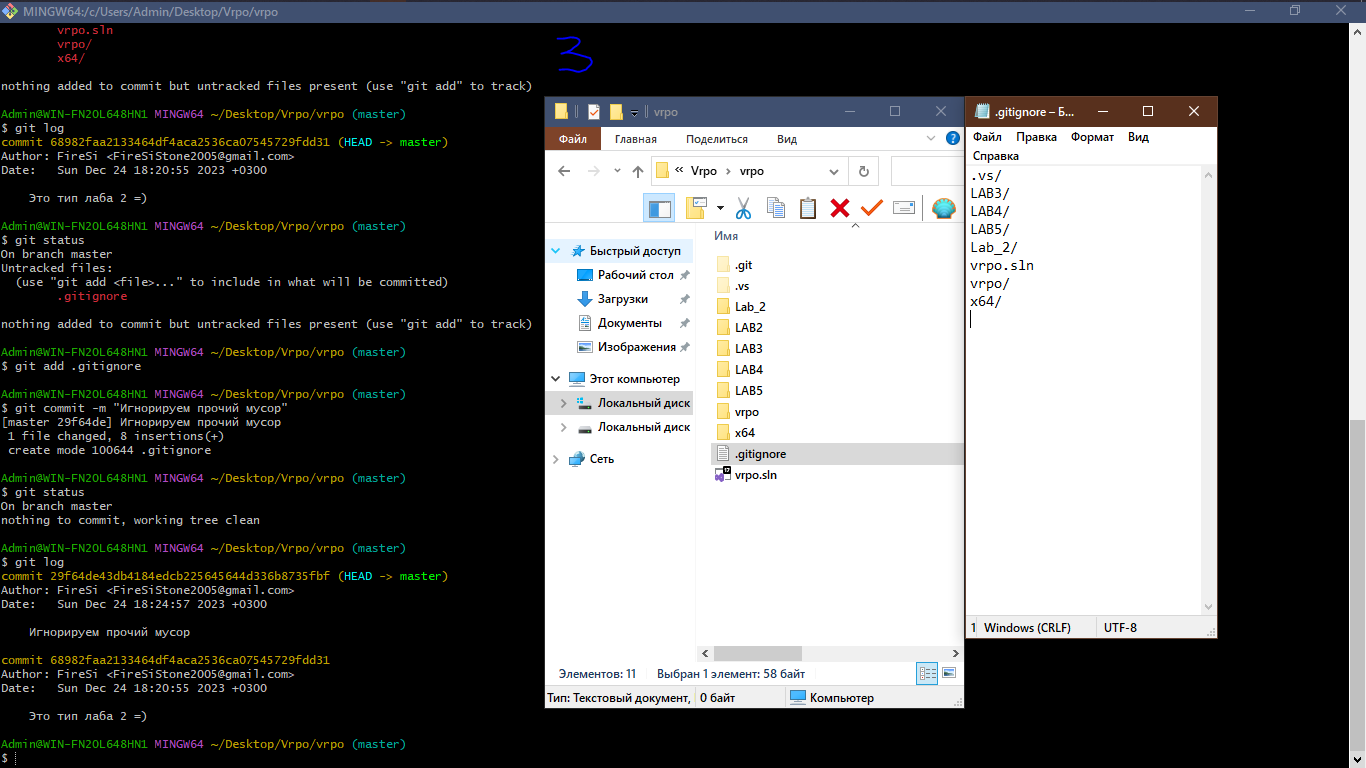 MINGW64:/c/Users/Admin/Desktop/Vrpo/vrpo
vrpo.sln
vrpo/
x64/
nothing added to commit but untracked files present (use "git add" to track)
Admin@WIN-FN2OL648HN1 MINGW64 ~/Desktop/Vrpo/vrpo (master)
$ git log
commit 68982faa2133464df4aca2536ca07545729fdd31 (HEAD -> master)
Author: FireSi <FireSiStone2005@gmail.com>
Date:   Sun Dec 24 18:20:55 2023 +0300
Это тип лаба 2 =)
Admin@WIN-FN2OL648HN1 MINGW64 ~/Desktop/Vrpo/vrpo (master)
$ git status
On branch master
Untracked files:
(use "git add <file>..." to include in what will be committed)
.gitignore
nothing added to commit but untracked files present (use "git add" to track)
Admin@WIN-FN2OL648HN1 MINGW64 ~/Desktop/Vrpo/vrpo (master)
$ git add .gitignore
Admin@WIN-FN2OL648HN1 MINGW64 ~/Desktop/Vrpo/vrpo (master)
$ git commit -m "Игнорируем прочий мусор"
[master 29f64de] Игнорируем прочий мусор
1 file changed, 8 insertions(+)
create mode 100644 .gitignore
Admin@WIN-FN2OL648HN1 MINGW64 ~/Desktop/Vrpo/vrpo (master)
$ git status
On branch master
nothing to commit, working tree clean
Admin@WIN-FN2OL648HN1 MINGW64 ~/Desktop/Vrpo/vrpo (master)
$ git log
commit 29f64de43db4184edcb225645644d336b8735fbf (HEAD -> master)
Author: FireSi <FireSiStone2005@gmail.com>
Date:   Sun Dec 24 18:24:57 2023 +0300
Игнорируем прочий мусор
commit 68982faa2133464df4aca2536ca07545729fdd31
Author: FireSi <FireSiStone2005@gmail.com>
Date:   Sun Dec 24 18:20:55 2023 +0300
Это тип лаба 2 =)
Admin@WIN-FN2OL648HN1 MINGW64 ~/Desktop/Vrpo/vrpo (master)
$
3
vrpo
Файл Главная Поделиться Вид
« Vrpo › vrpo
Имя
Быстрый доступ
Рабочий стол
Загрузки
Документы
Изображения
Этот компьютер
Локальный диск
Локальный диск
Сеть
.git
.vs
Lab_2
LAB2
LAB3
LAB4
LAB5
vrpo
x64
.gitignore
vrpo.sln
Элементов: 11 Выбран 1 элемент: 58 байт
Тип: Текстовый документ, 0 байт Компьютер
.gitignore – Б...
Файл Правка Формат Вид
Справка
.vs/
LAB3/
LAB4/
LAB5/
Lab_2/
vrpo.sln
vrpo/
x64/
1 Windows (CRLF) UTF-8